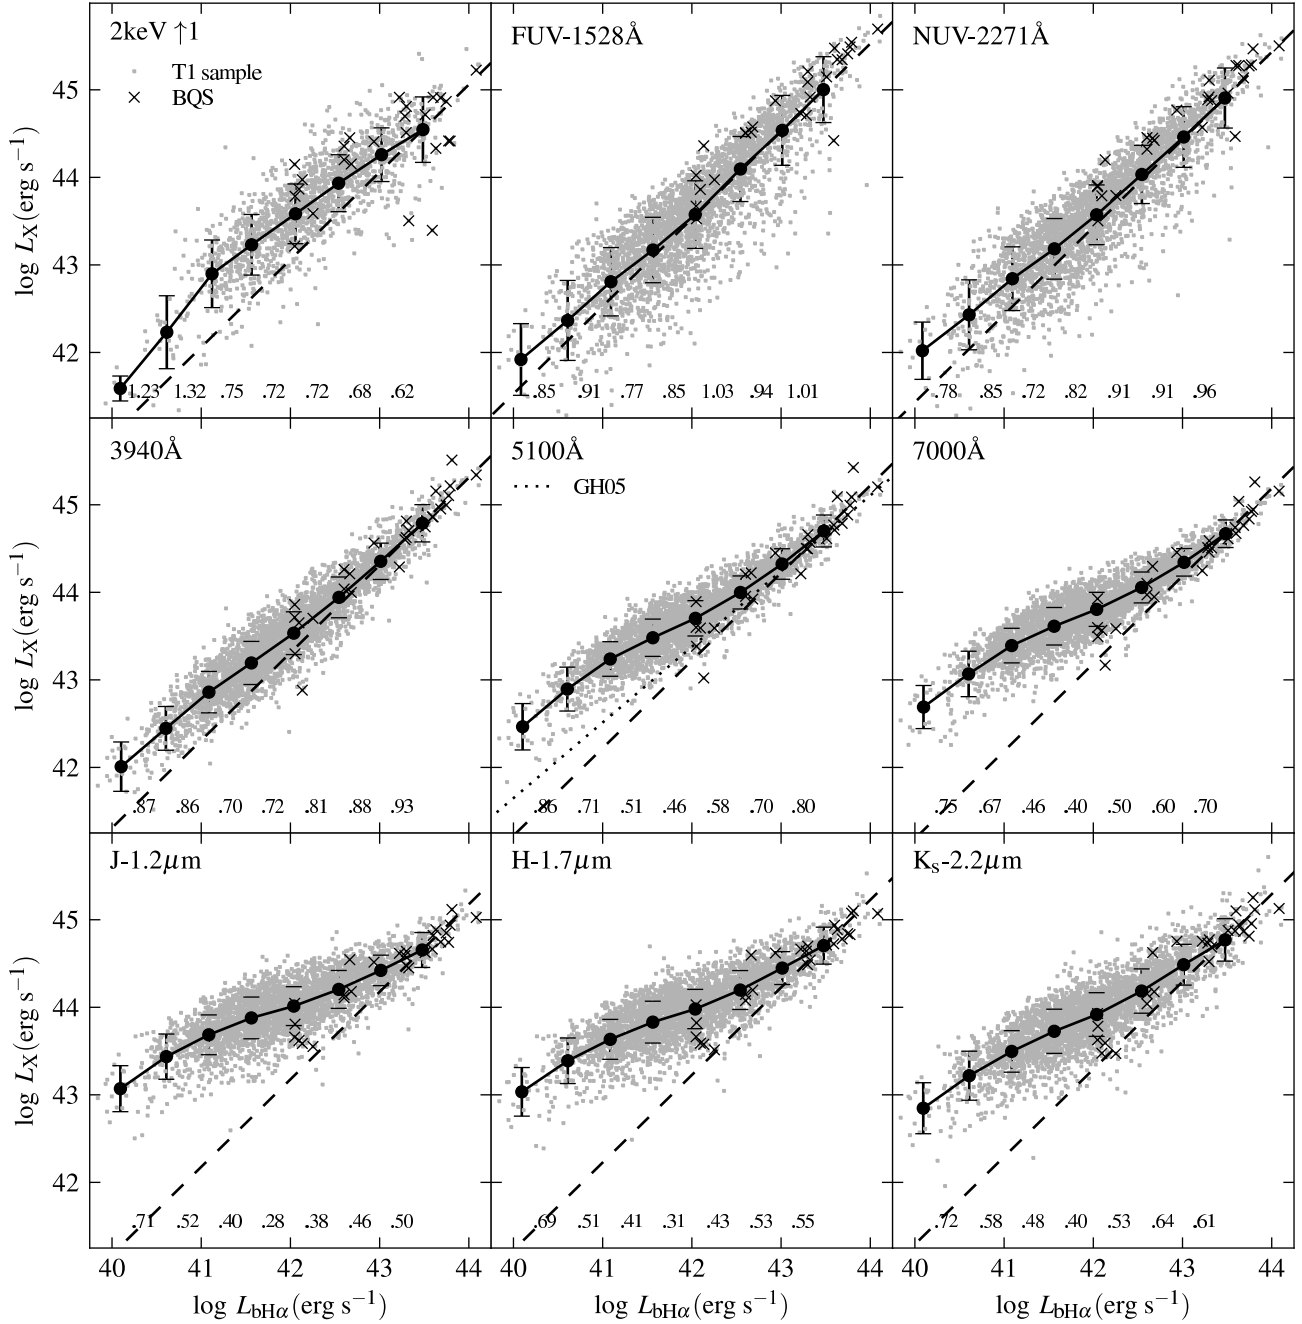 2keV ↑1
T1 sample
BQS
FUV-1528Å
NUV-2271Å
log L_X (erg s⁻¹)
45
44
43
42
1.23 1.32 .75 .72 .72 .68 .62
.85 .91 .77 .85 1.03 .94 1.01
.78 .85 .72 .82 .91 .91 .96
3940Å
5100Å
GH05
7000Å
log L_X (erg s⁻¹)
45
44
43
42
.87 .86 .70 .72 .81 .88 .93
.86 .71 .51 .46 .58 .70 .80
.75 .67 .46 .40 .50 .60 .70
J-1.2μm
H-1.7μm
K_s-2.2μm
log L_X (erg s⁻¹)
45
44
43
42
.71 .52 .40 .28 .38 .46 .50
.69 .51 .41 .31 .43 .53 .55
.72 .58 .48 .40 .53 .64 .61
40 41 42 43 44
40 41 42 43 44
40 41 42 43 44
log L_bHα (erg s⁻¹)
log L_bHα (erg s⁻¹)
log L_bHα (erg s⁻¹)